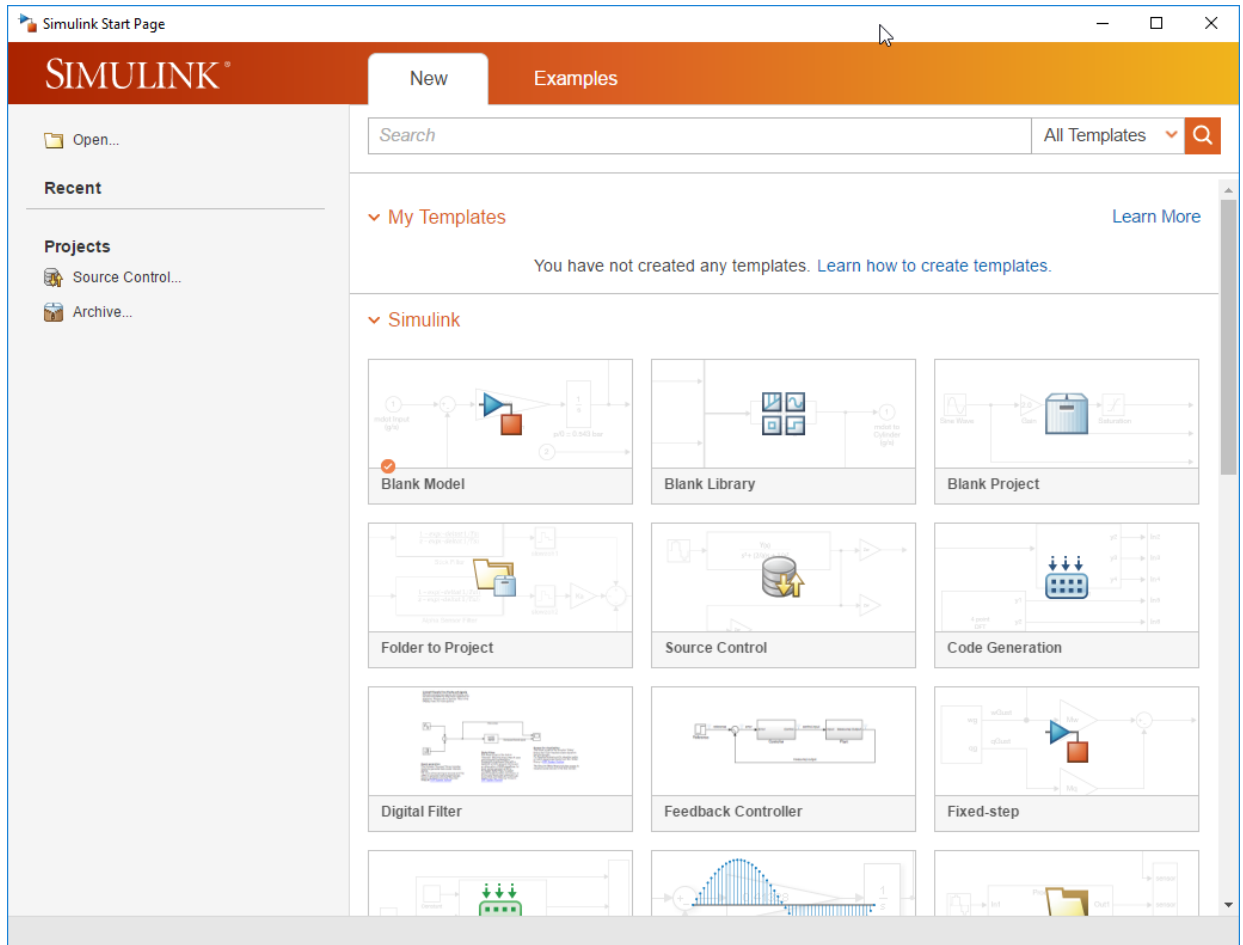 Simulink Start Page
SIMULINK®
New
Examples
Open...
Recent
Projects
Source Control...
Archive...
Search
All Templates
My Templates
Learn More
You have not created any templates. Learn how to create templates.
Simulink
Blank Model
Blank Library
Blank Project
Folder to Project
Source Control
Code Generation
Digital Filter
Feedback Controller
Fixed-step